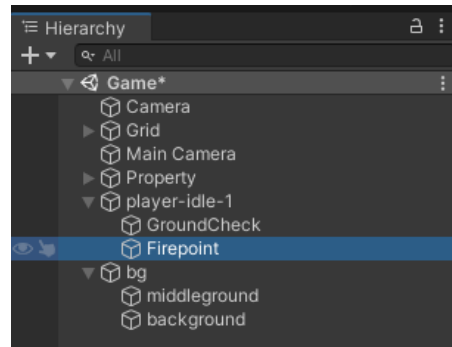 Hierarchy
All
Game*
Camera
Grid
Main Camera
Property
player-idle-1
GroundCheck
Firepoint
bg
middleground
background